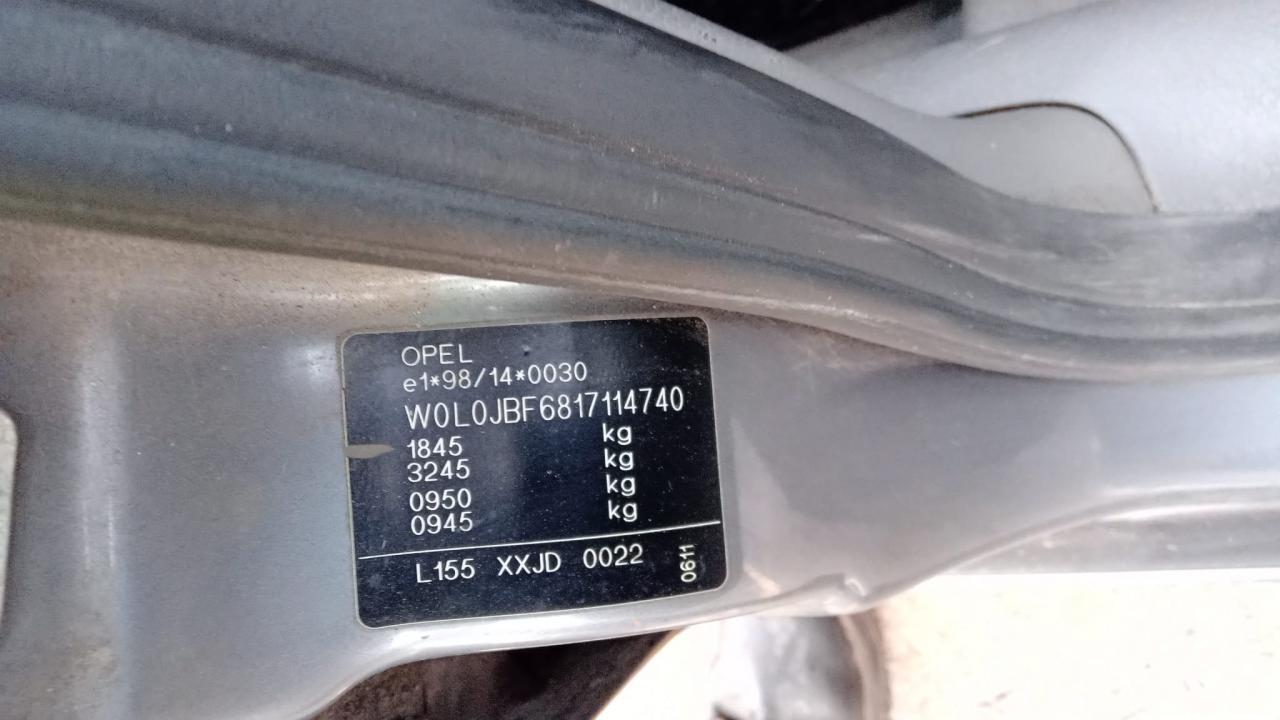 OPEL
e1*98/14*0030
W0L0JBF6817114740
1845 kg
3245 kg
0950 kg
0945 kg
L155 XXJD 0022 0611